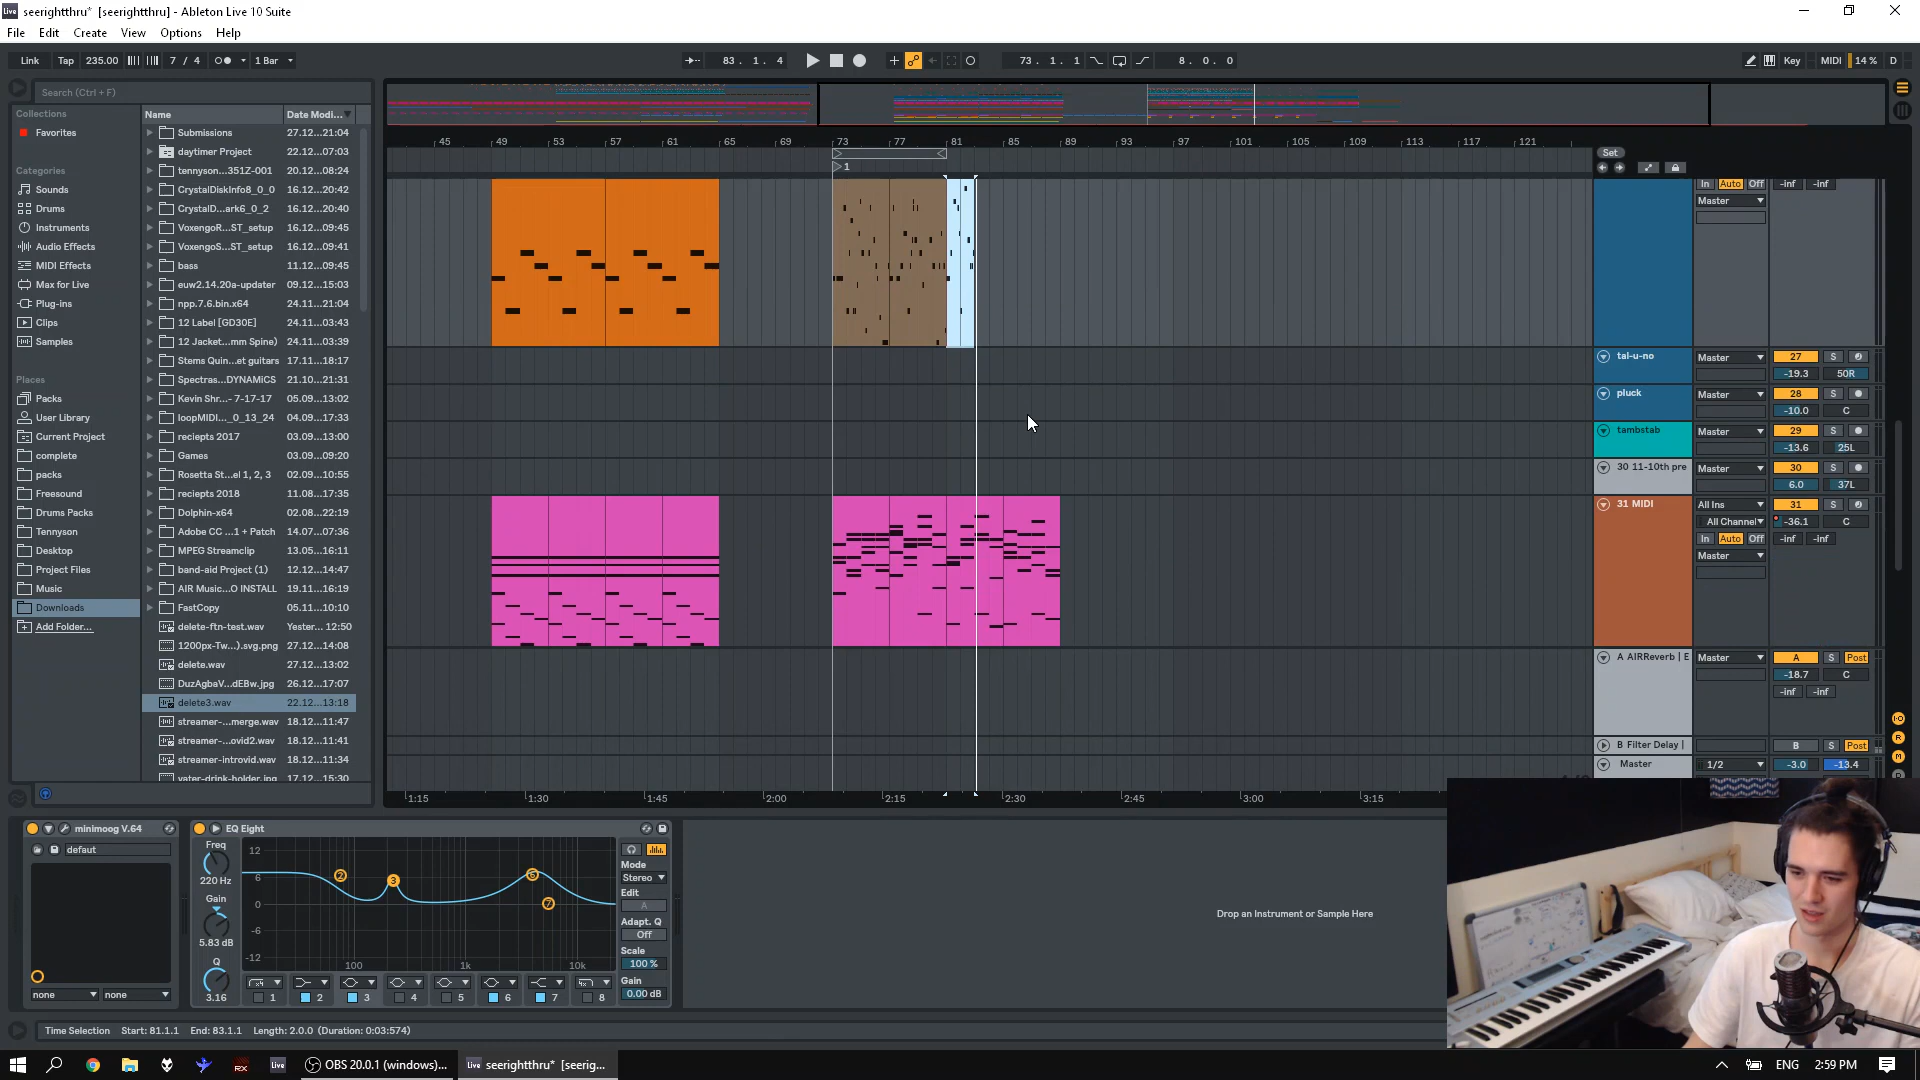 seerightthru* [seerightthru] - Ableton Live 10 Suite
File Edit Create View Options Help
Link Tap 235.00 7 / 4 1 Bar 83 . 1 . 4 73 . 1 . 1 8 . 0 . 0 Key MIDI 14 % D
Search (Ctrl + F)
Collections
Favorites
Categories
Sounds
Drums
Instruments
Audio Effects
MIDI Effects
Max for Live
Plug-ins
Clips
Samples
Places
Packs
User Library
Current Project
complete
packs
Freesound
Drums Packs
Tennyson
Desktop
Project Files
Music
Downloads
Add Folder...
Name Date Modi...
Submissions 27.12...21:04
daytimer Project 22.12...07:03
tennyson...351Z-001 20.12...08:24
CrystalDiskInfo8_0_0 16.12...20:42
CrystalD...ark6_0_2 16.12...20:40
VoxengoR...ST_setup 16.12...09:45
VoxengoS...ST_setup 16.12...09:41
bass 11.12...09:45
euw2.14.20a-updater 09.12...15:03
npp.7.6.bin.x64 24.11...21:04
12 Label [GD30E] 24.11...03:43
12 Jacket...mm Spine) 24.11...03:39
Stems Quin...et guitars 17.11...18:17
Spectras...DYNAMiCS 21.10...21:31
Kevin Shr...- 7-17-17 05.09...13:02
loopMIDI..._0_13_24 04.09...17:33
reciepts 2017 03.09...13:00
Games 03.09...09:20
Rosetta St...el 1, 2, 3 02.09...10:55
reciepts 2018 11.08...17:35
Dolphin-x64 02.08...22:19
Adobe CC ...1 + Patch 14.07...07:36
MPEG Streamclip 13.05...16:11
band-aid Project (1) 12.12...14:47
AIR Music...O INSTALL 19.11...16:19
FastCopy 05.11...10:10
delete-ftn-test.wav Yester... 12:50
1200px-Tw...).svg.png 27.12...14:08
delete.wav 27.12...13:02
DuzAgbaV...dEBw.jpg 26.12...17:07
delete3.wav 22.12...13:18
streamer-...merge.wav 18.12...11:47
streamer-...ovid2.wav 18.12...11:41
streamer-introvid.wav 18.12...11:34
45 49 53 57 61 65 69 73 77 81 85 89 93 97 101 105 109 113 117 121
1
Set
In Auto Off -inf -inf
Master
tal-u-no Master 27 S
-19.3 50R
pluck Master 28 S
-10.0 C
tambstab Master 29 S
-13.6 25L
30 11-10th pre Master 30 S
6.0 37L
31 MIDI All Ins 31 S
All Channel -36.1 C
In Auto Off -inf -inf
Master
A AIRReverb | E Master A S Post
-18.7 C
-inf -inf
B Filter Delay | B S Post
Master 1/2 -3.0 -13.4
1:15 1:30 1:45 2:00 2:15 2:30 2:45 3:00 3:15
minimoog V.64
defaut
none none
EQ Eight
Freq
220 Hz
Gain
5.83 dB
Q
3.16
12
6
0
-6
-12
100 1k 10k
2 3 6 7
1 2 3 4 5 6 7 8
Mode
Stereo
Edit
A
Adapt. Q
Off
Scale
100 %
Gain
0.00 dB
Drop an Instrument or Sample Here
Time Selection Start: 81.1.1 End: 83.1.1 Length: 2.0.0 (Duration: 0:03:574)
RX Live OBS 20.0.1 (windows)... Live seerightthru* [seerig... ENG 2:59 PM